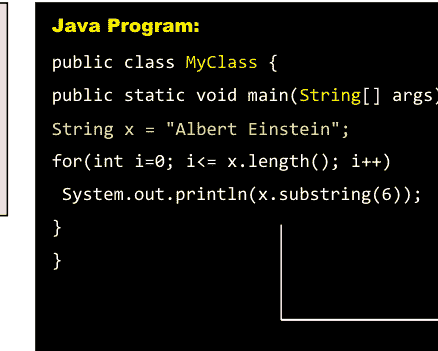 Java Program:
public class MyClass {
public static void main(String[] args)
String x = "Albert Einstein";
for(int i=0; i<= x.length(); i++)
System.out.println(x.substring(6));
}
}